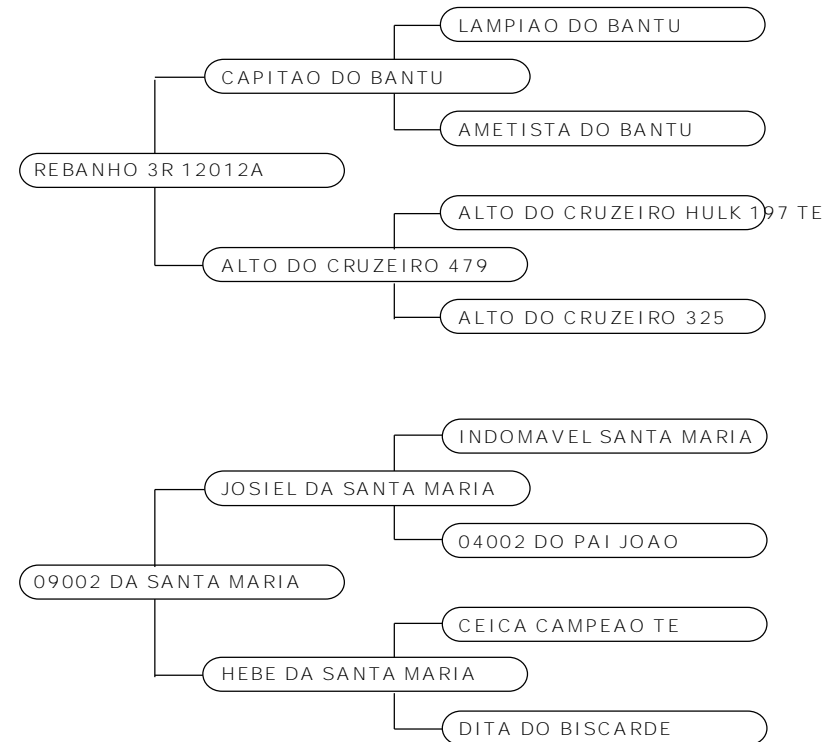 LAMPIAO DO BANTU
CAPITAO DO BANTU
AMETISTA DO BANTU
REBANHO 3R 12012A
ALTO DO CRUZEIRO HULK 197 TE
ALTO DO CRUZEIRO 479
ALTO DO CRUZEIRO 325
INDOMAVEL SANTA MARIA
JOSIEL DA SANTA MARIA
04002 DO PAI JOAO
09002 DA SANTA MARIA
CEICA CAMPEAO TE
HEBE DA SANTA MARIA
DITA DO BISCARDE